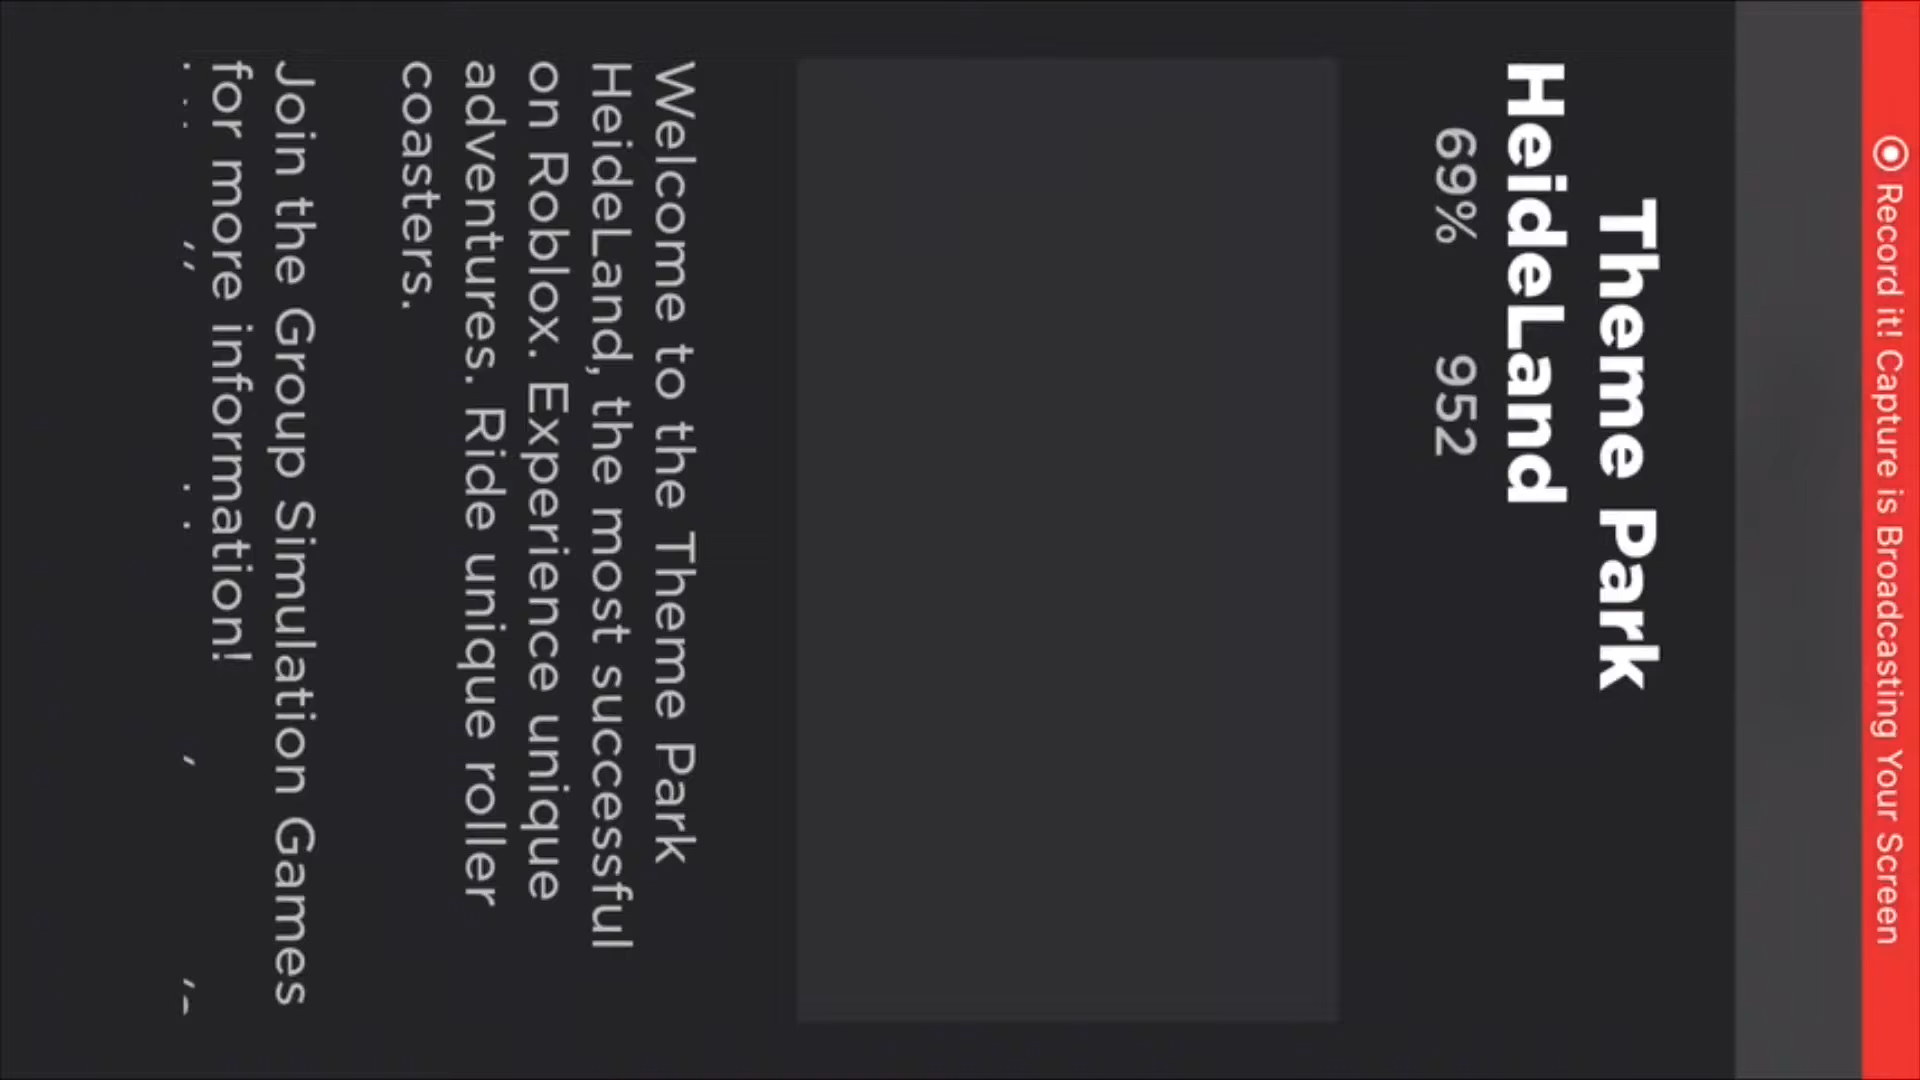 Record it! Capture is Broadcasting Your Screen
Theme Park
HeideLand
69% 952
Welcome to the Theme Park
HeideLand, the most successful
on Roblox. Experience unique
adventures. Ride unique roller
coasters.
Join the Group Simulation Games
for more information!